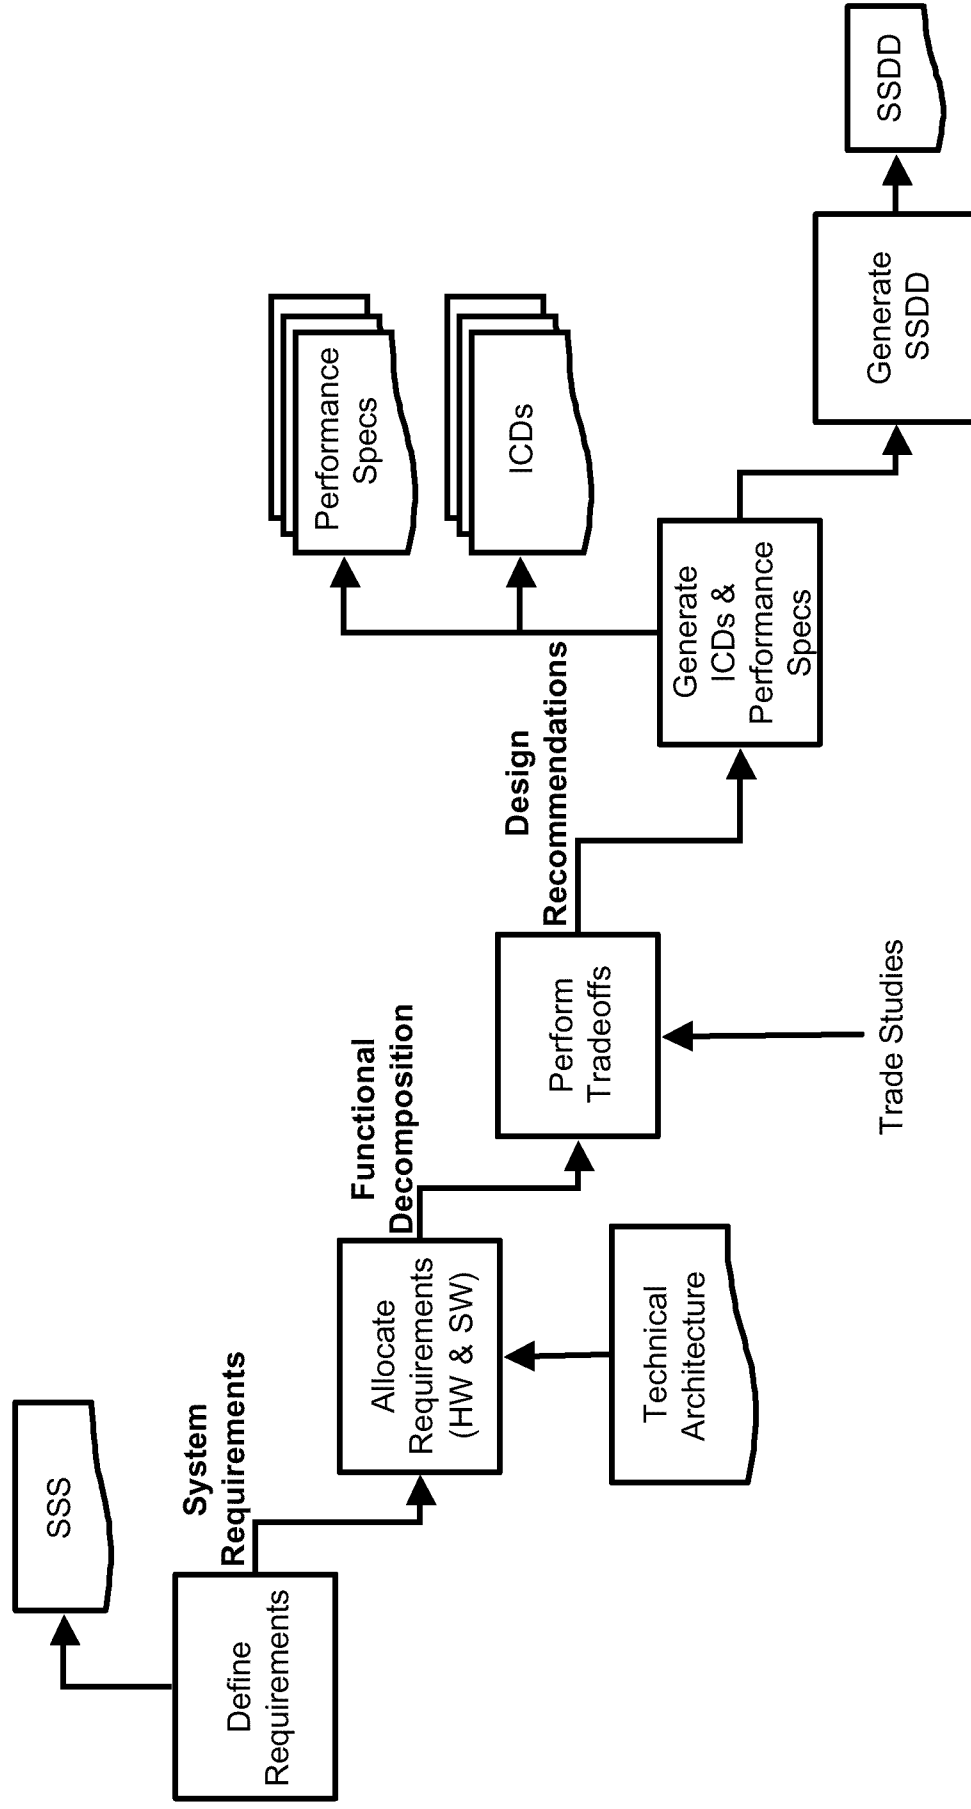 SSS
Define
Requirements
System
Requirements
Allocate
Requirements
(HW & SW)
Technical
Architecture
Functional
Decomposition
Perform
Tradeoffs
Trade Studies
Design
Recommendations
Performance
Specs
ICDs
Generate
ICDs &
Performance
Specs
Generate
SSDD
SSDD